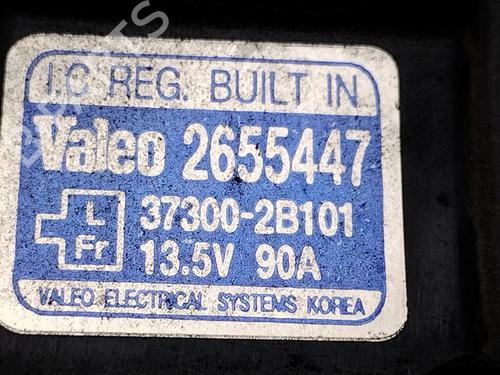 I.C REG. BUILT IN
Valeo 2655447
L
Fr
37300-2B101
13.5V 90A
VALEO ELECTRICAL SYSTEMS KOREA